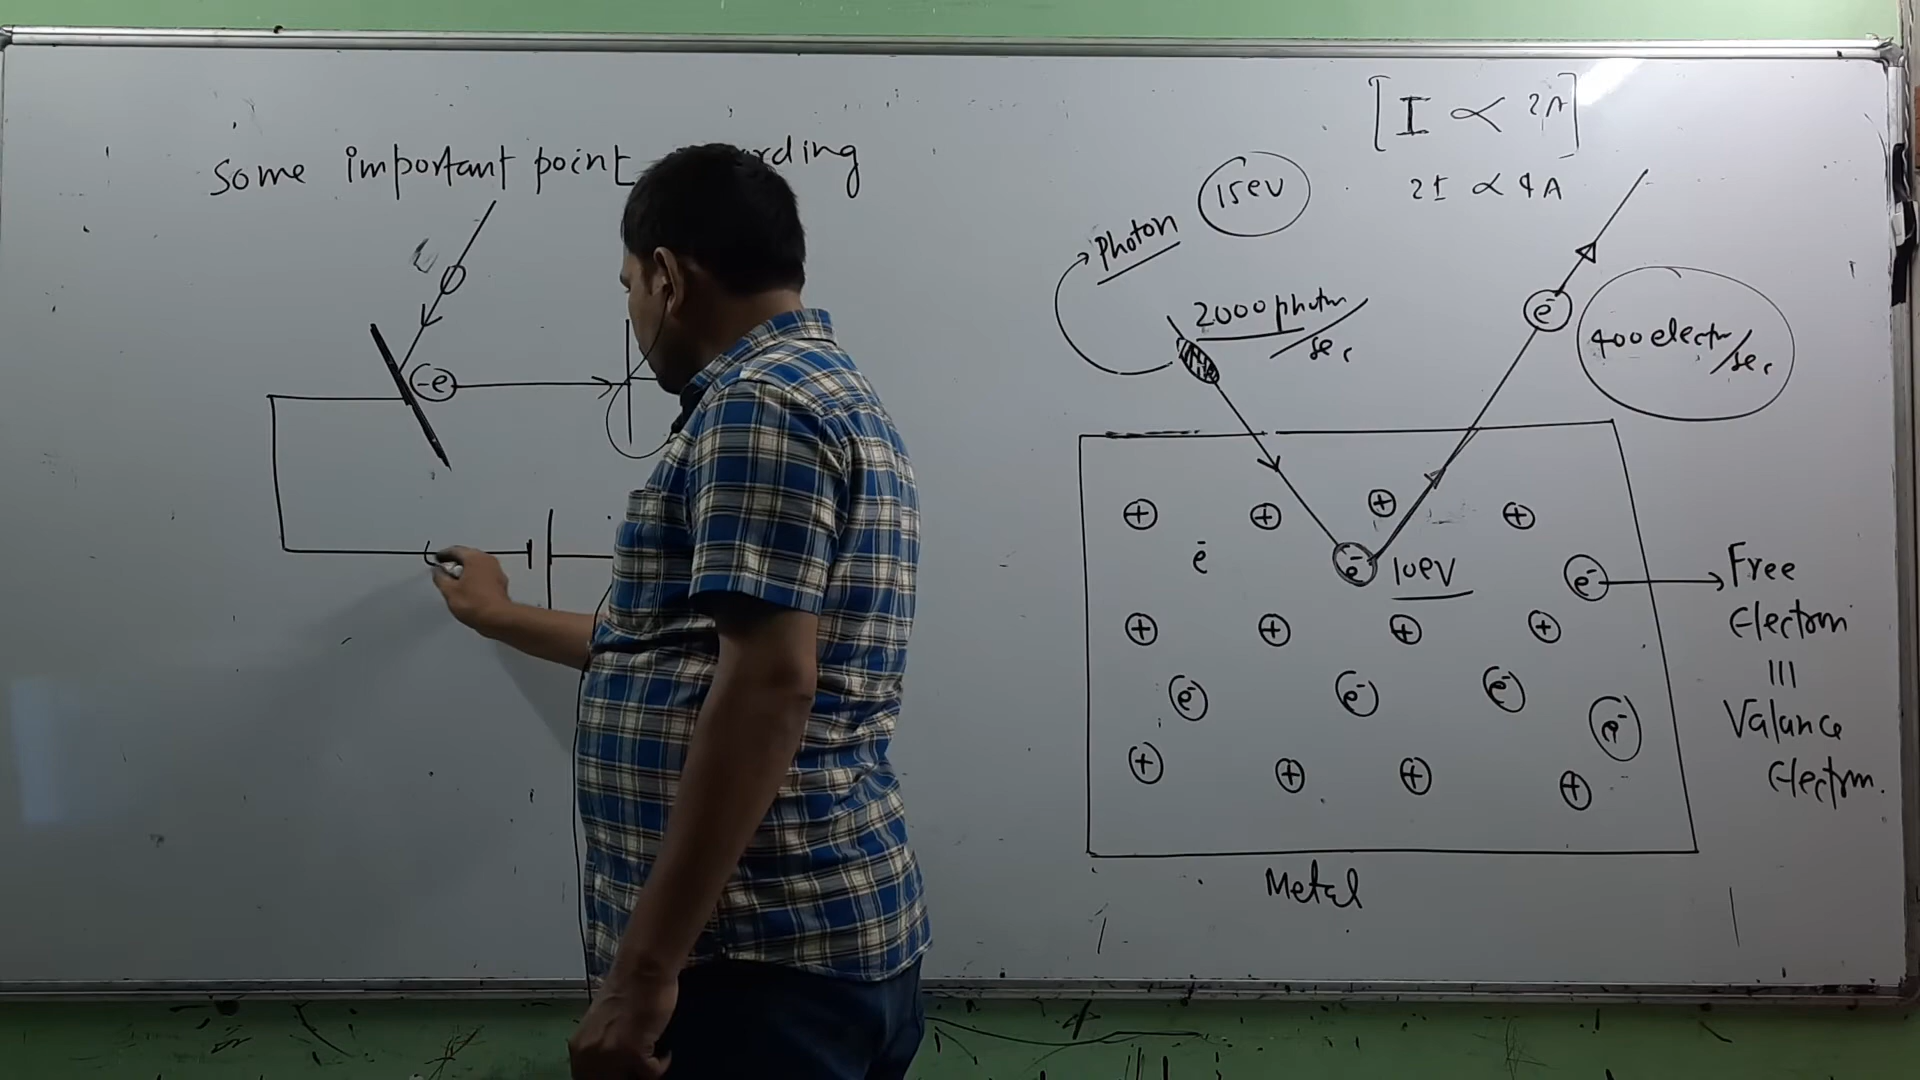 Some important point rding
-e
[I ∝ 2A]
2I ∝ 4A
15ev
Photon
2000 photon/sec
e⁻
400 electron/sec
+ + + +
e⁻ e⁻ 10ev e⁻
+ + + +
e⁻ e⁻ e⁻ e⁻
+ + + +
Free
Electron
|||
Valance
Electron.
Metal